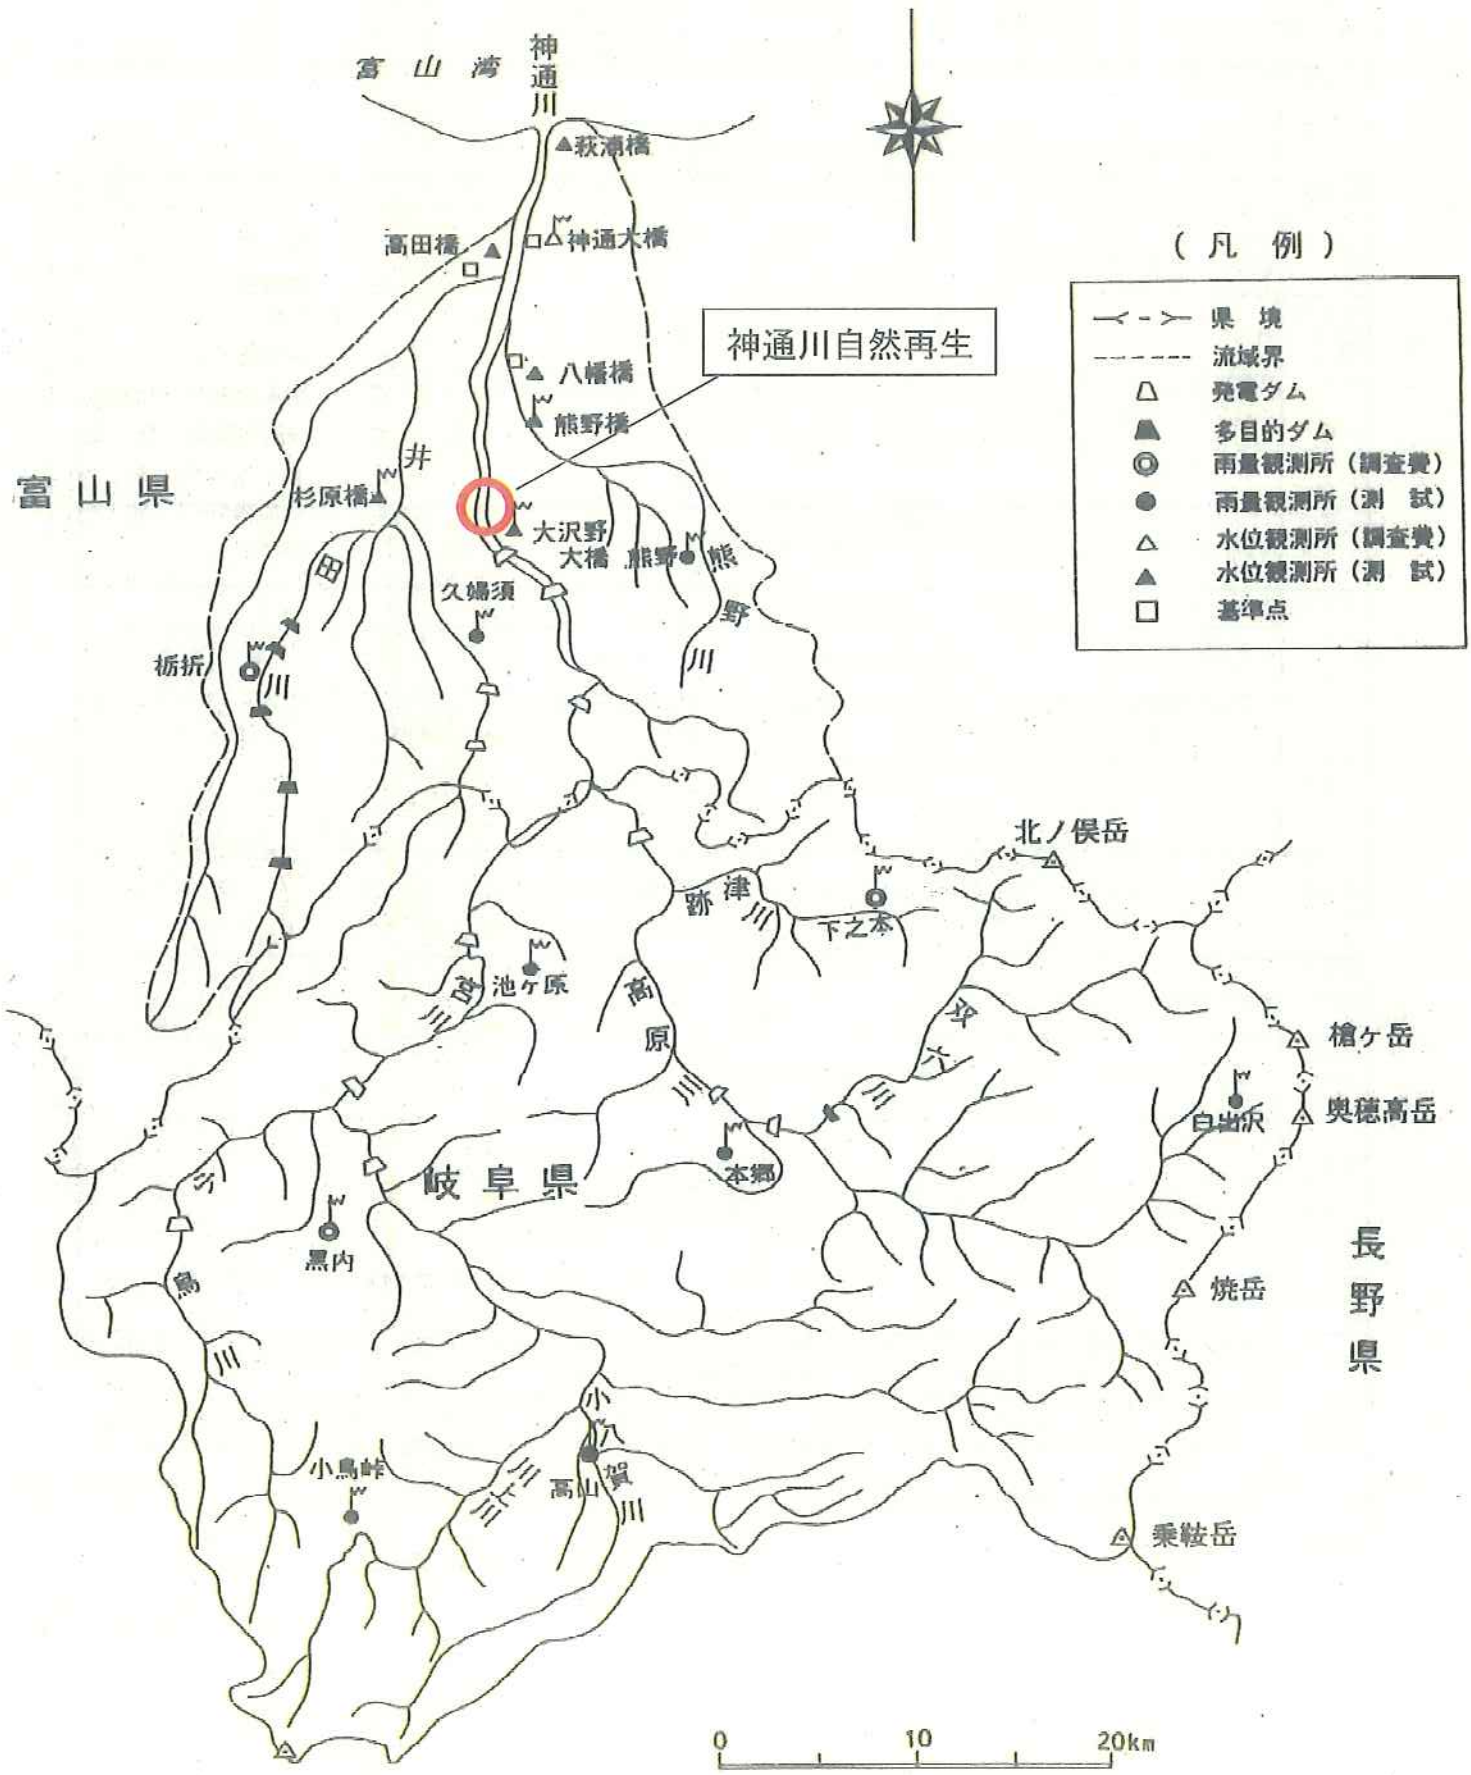 富山湾
神通川
萩浦橋
高田橋
神通大橋
(凡例)
県境
流域界
発電ダム
多目的ダム
雨量観測所(調査費)
雨量観測所(測試)
水位観測所(調査費)
水位観測所(測試)
基準点
神通川自然再生
八幡橋
熊野橋
富山県
井田川
杉原橋
大沢野
大橋
熊野
熊野川
久婦須
栃折
北ノ俣岳
跡津川
下之本
池ヶ原
宮川
高原川
双六川
槍ヶ岳
奥穂高岳
白出沢
本郷
岐阜県
小鳥川
黒内
長野県
焼岳
小八賀川
高山
川上川
小鳥峠
乗鞍岳
0 10 20km